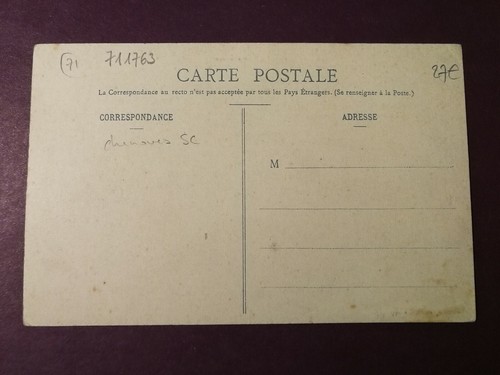 (71 711763
27€
CARTE POSTALE
La Correspondance au recto n'est pas acceptée par tous les Pays Étrangers. (Se renseigner à la Poste.)
CORRESPONDANCE
ADRESSE
SC
M